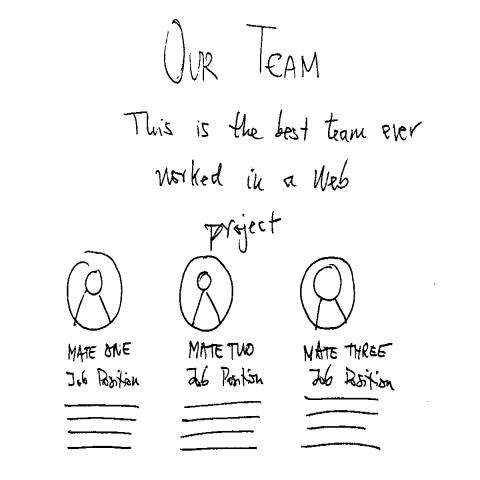 OUR TEAM
This is the best team ever
worked in a Web
project
MATE ONE
MATE TWO
MATE THREE
Job Position
Job Position
Job Position